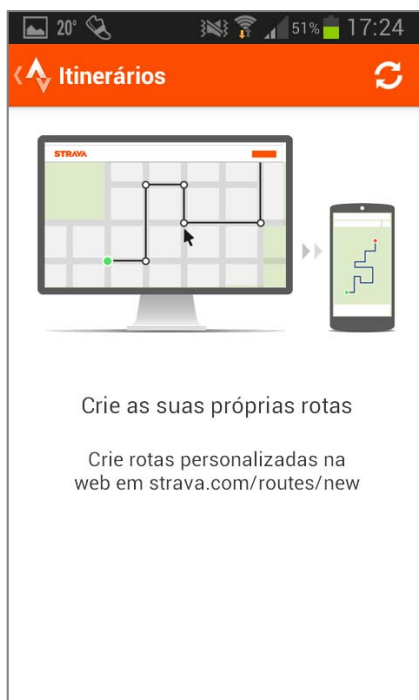 20° 51% 17:24
Itinerários
STRAVA
Crie as suas próprias rotas
Crie rotas personalizadas na
web em strava.com/routes/new